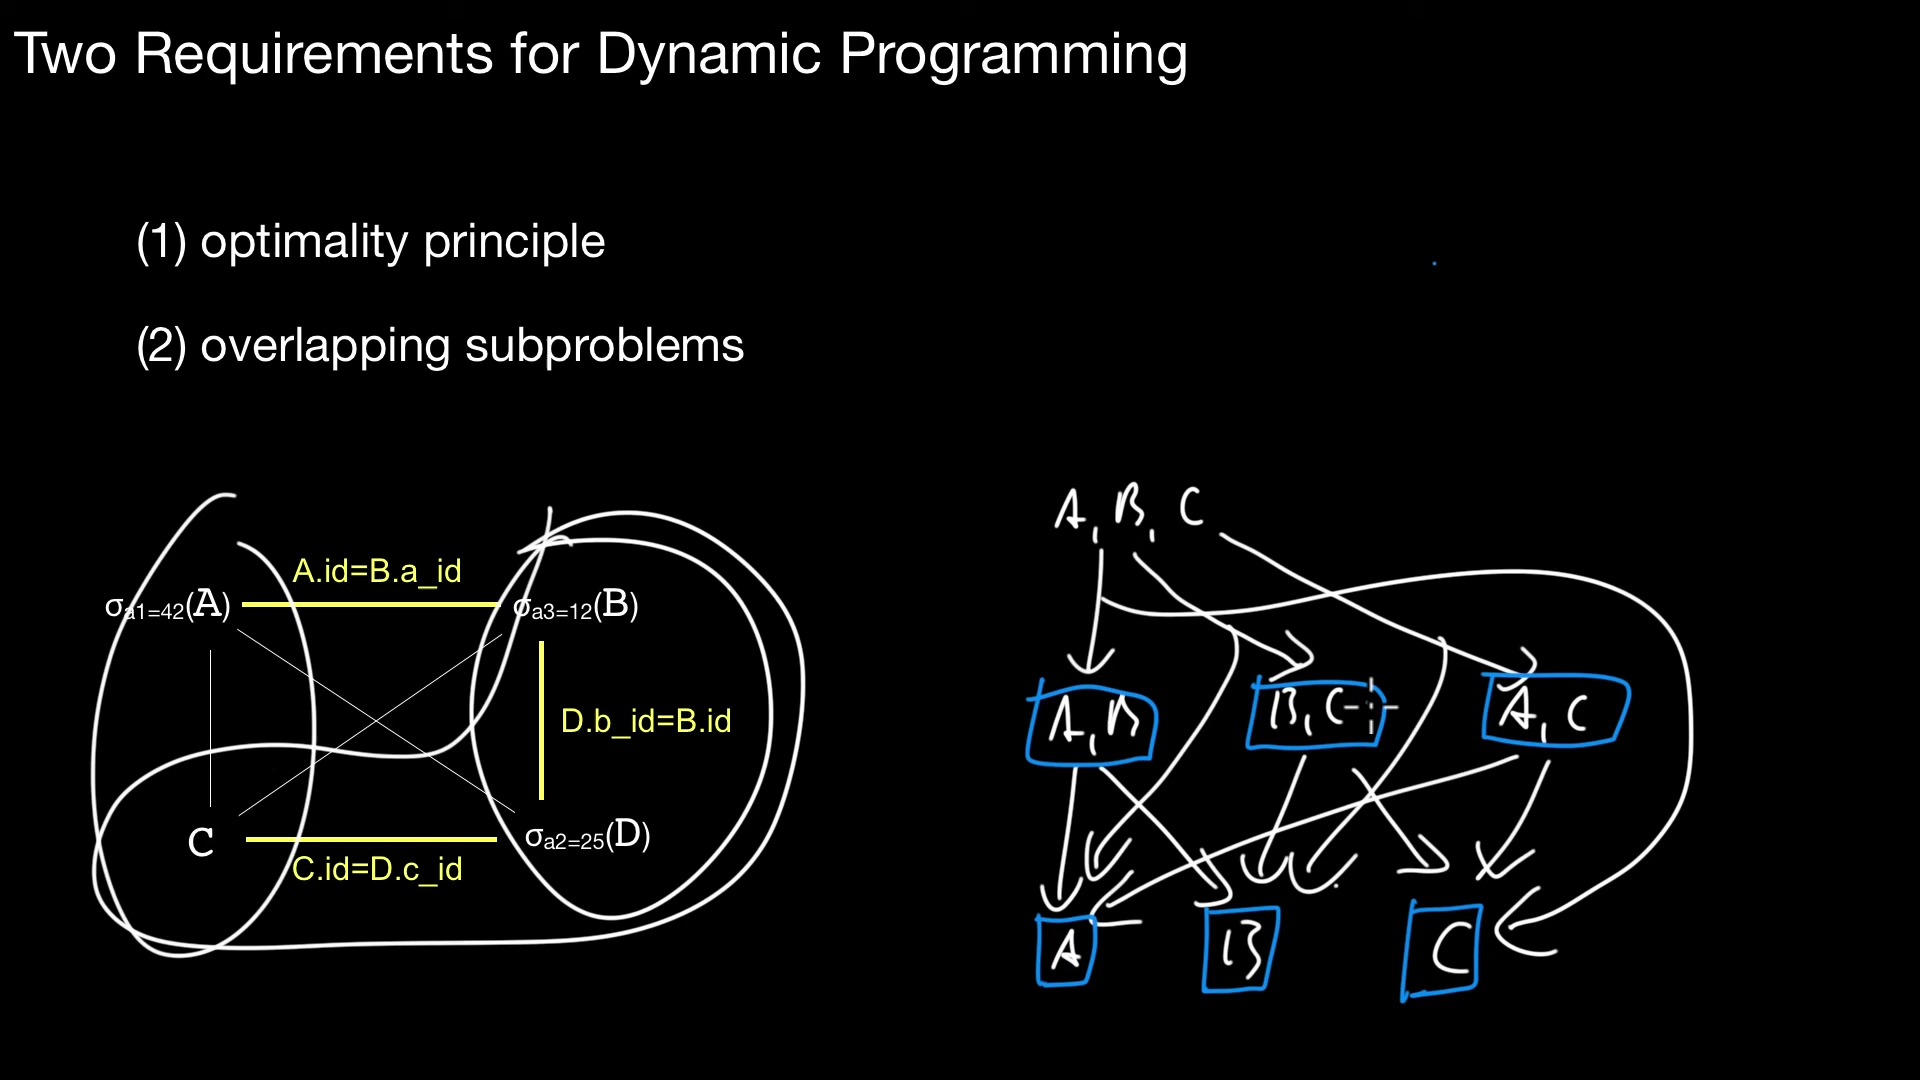 Two Requirements for Dynamic Programming
(1) optimality principle
(2) overlapping subproblems
A.id=B.a_id
σa1=42(A)
σa3=12(B)
D.b_id=B.id
C
σa2=25(D)
C.id=D.c_id
A, B, C
A, B
B, C
A, C
A
B
C